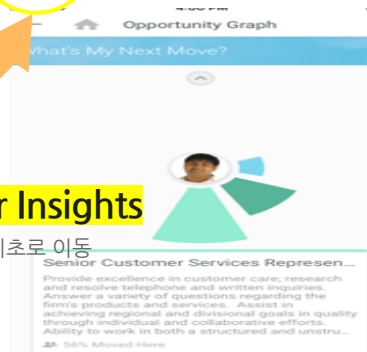 Opportunity Graph
What's My Next Move?
r Insights
기초로 이동
Senior Customer Services Represen...
Provide excellence in customer care; research
and resolve telephone and written inquiries.
Answer a variety of questions regarding the
firm's products and services. Assist in
achieving regional and divisional goals in quality
through individual and collaborative efforts.
Ability to work in both a structured and unstru...
56% Moved Here